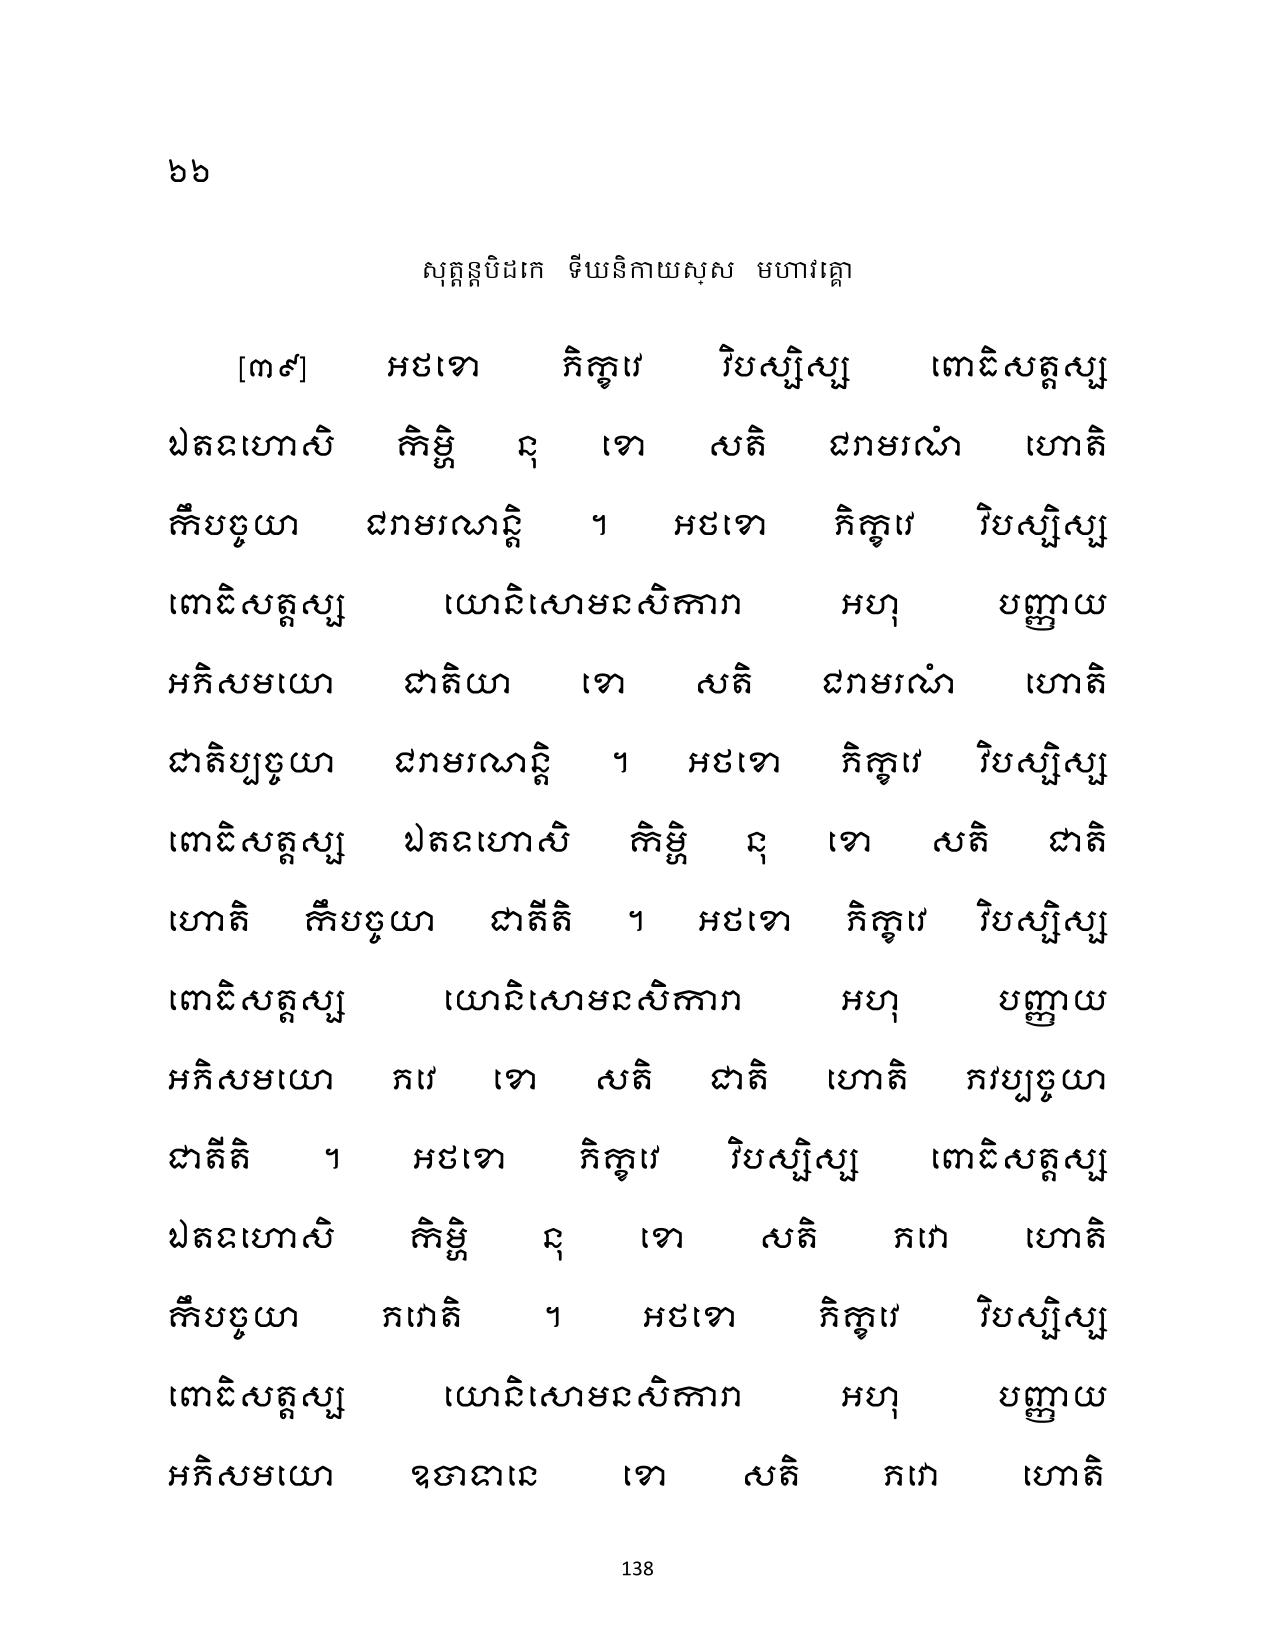 ៦៦
សុត្តន្តបិដកេ ទីឃនិកាយស្ស មហាវគ្គោ
[៣៩] អថខោ ភិក្ខវេ វិបស្សិស្ស ពោធិសត្តស្ស
ឯតទហោសិ កិម្ហិ នុ ខោ សតិ ជរាមរណំ ហោតិ
កឹបច្ចយា ជរាមរណន្តិ ។ អថខោ ភិក្ខវេ វិបស្សិស្ស
ពោធិសត្តស្ស យោនិសោមនសិការា អហុ បញ្ញាយ
អភិសមយោ ជាតិយា ខោ សតិ ជរាមរណំ ហោតិ
ជាតិប្បច្ចយា ជរាមរណន្តិ ។ អថខោ ភិក្ខវេ វិបស្សិស្ស
ពោធិសត្តស្ស ឯតទហោសិ កិម្ហិ នុ ខោ សតិ ជាតិ
ហោតិ កឹបច្ចយា ជាតីតិ ។ អថខោ ភិក្ខវេ វិបស្សិស្ស
ពោធិសត្តស្ស យោនិសោមនសិការា អហុ បញ្ញាយ
អភិសមយោ ភវេ ខោ សតិ ជាតិ ហោតិ ភវប្បច្ចយា
ជាតីតិ ។ អថខោ ភិក្ខវេ វិបស្សិស្ស ពោធិសត្តស្ស
ឯតទហោសិ កិម្ហិ នុ ខោ សតិ ភវោ ហោតិ
កឹបច្ចយា ភវោតិ ។ អថខោ ភិក្ខវេ វិបស្សិស្ស
ពោធិសត្តស្ស យោនិសោមនសិការា អហុ បញ្ញាយ
អភិសមយោ ឧបាទានេ ខោ សតិ ភវោ ហោតិ
138